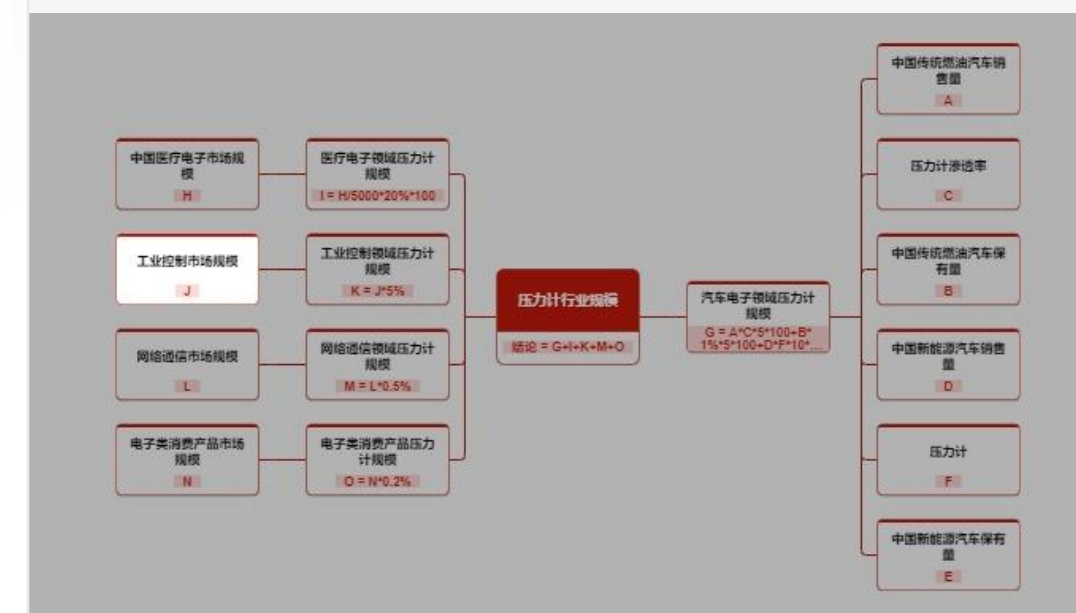 中国医疗电子市场规
模
H
医疗电子领域压力计
规模
I = H/5000*20%*100
工业控制市场规模
J
工业控制领域压力计
规模
K = J*5%
网络通信市场规模
L
网络通信领域压力计
规模
M = L*0.5%
电子类消费产品市场
规模
N
电子类消费产品压力
计规模
O = N*0.2%
压力计行业规模
结论 = G+I+K+M+O
汽车电子领域压力计
规模
G = A*C*5*100+B*
1%*5*100+D*F*10*...
中国传统燃油汽车销
售量
A
压力计渗透率
C
中国传统燃油汽车保
有量
B
中国新能源汽车销售
量
D
压力计
F
中国新能源汽车保有
量
E